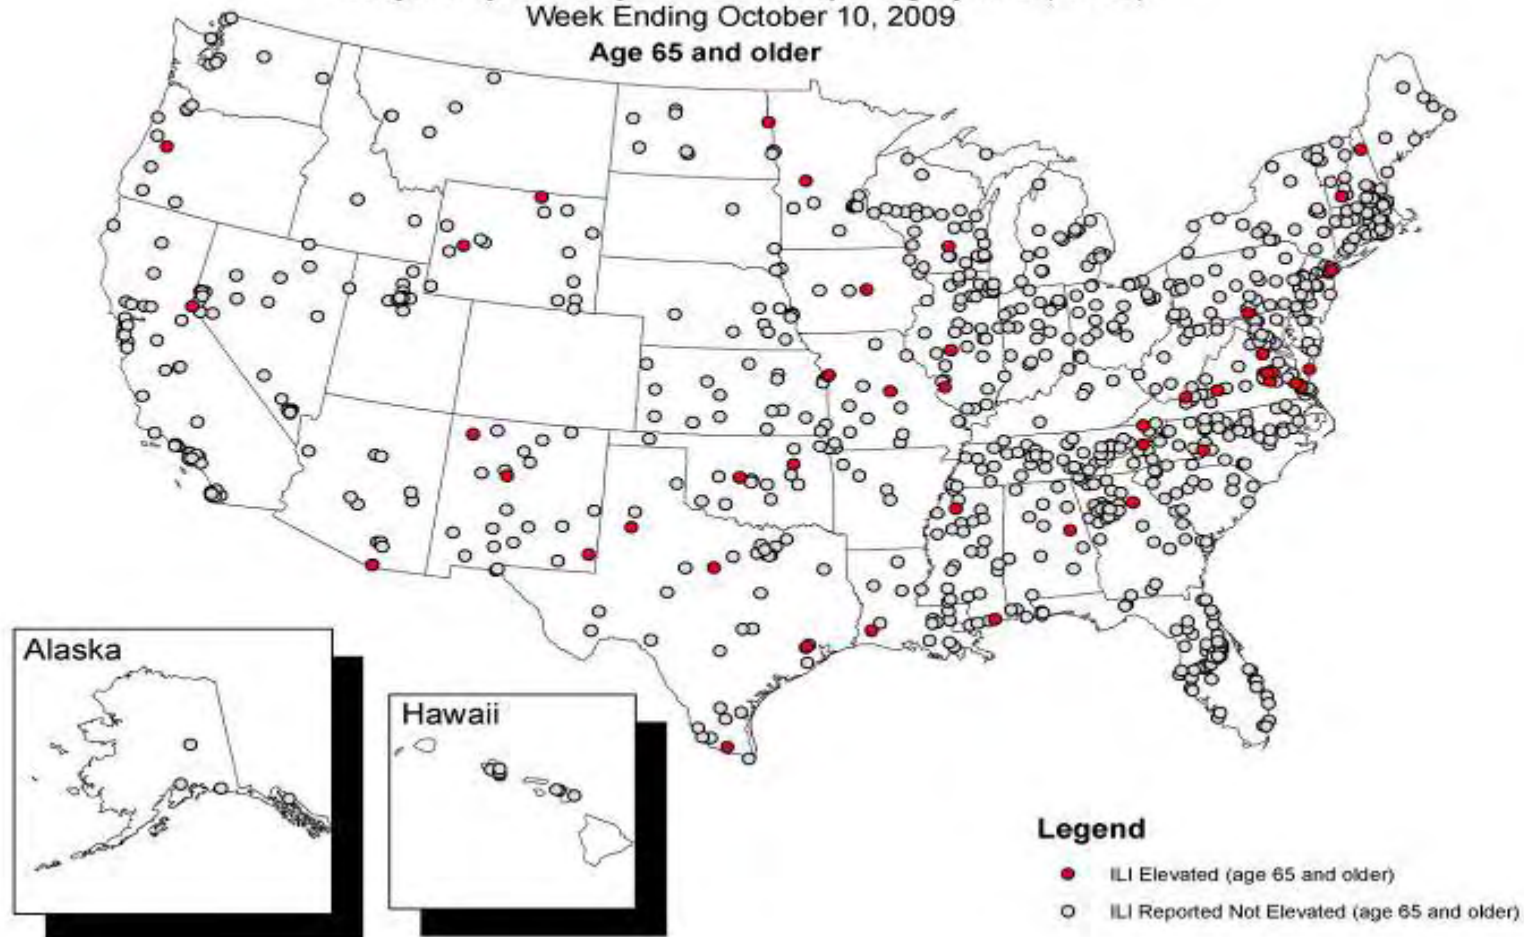 Week Ending October 10, 2009
Age 65 and older
Alaska
Hawaii
Legend
ILI Elevated (age 65 and older)
ILI Reported Not Elevated (age 65 and older)